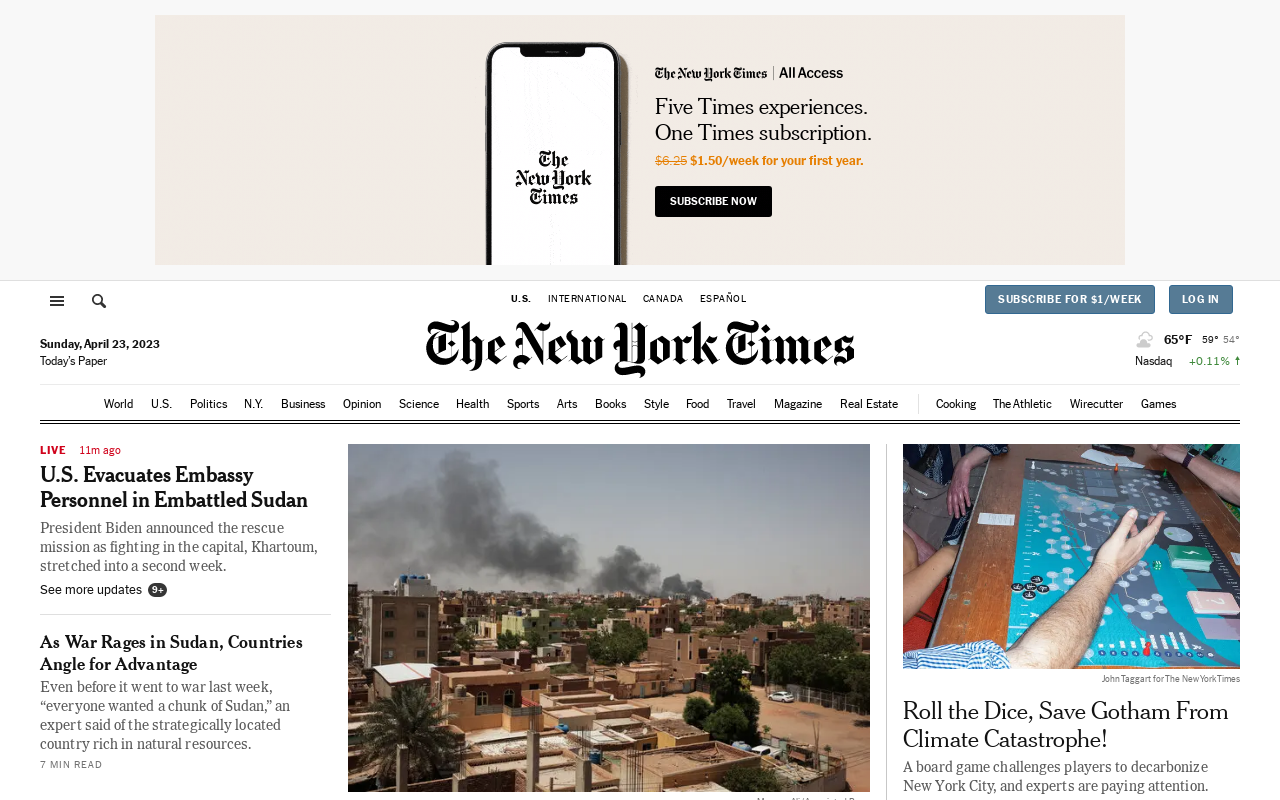 The New York Times
The New York Times | All Access
Five Times experiences.
One Times subscription.
$6.25 $1.50/week for your first year.
SUBSCRIBE NOW
U.S. INTERNATIONAL CANADA ESPAÑOL
SUBSCRIBE FOR $1/WEEK LOG IN
Sunday, April 23, 2023
Today's Paper
The New York Times
65°F 59° 54°
Nasdaq +0.11% ↑
World U.S. Politics N.Y. Business Opinion Science Health Sports Arts Books Style Food Travel Magazine Real Estate Cooking The Athletic Wirecutter Games
LIVE 11m ago
U.S. Evacuates Embassy
Personnel in Embattled Sudan
President Biden announced the rescue
mission as fighting in the capital, Khartoum,
stretched into a second week.
See more updates 9+
As War Rages in Sudan, Countries
Angle for Advantage
Even before it went to war last week,
“everyone wanted a chunk of Sudan,” an
expert said of the strategically located
country rich in natural resources.
7 MIN READ
John Taggart for The New York Times
Roll the Dice, Save Gotham From
Climate Catastrophe!
A board game challenges players to decarbonize
New York City, and experts are paying attention.